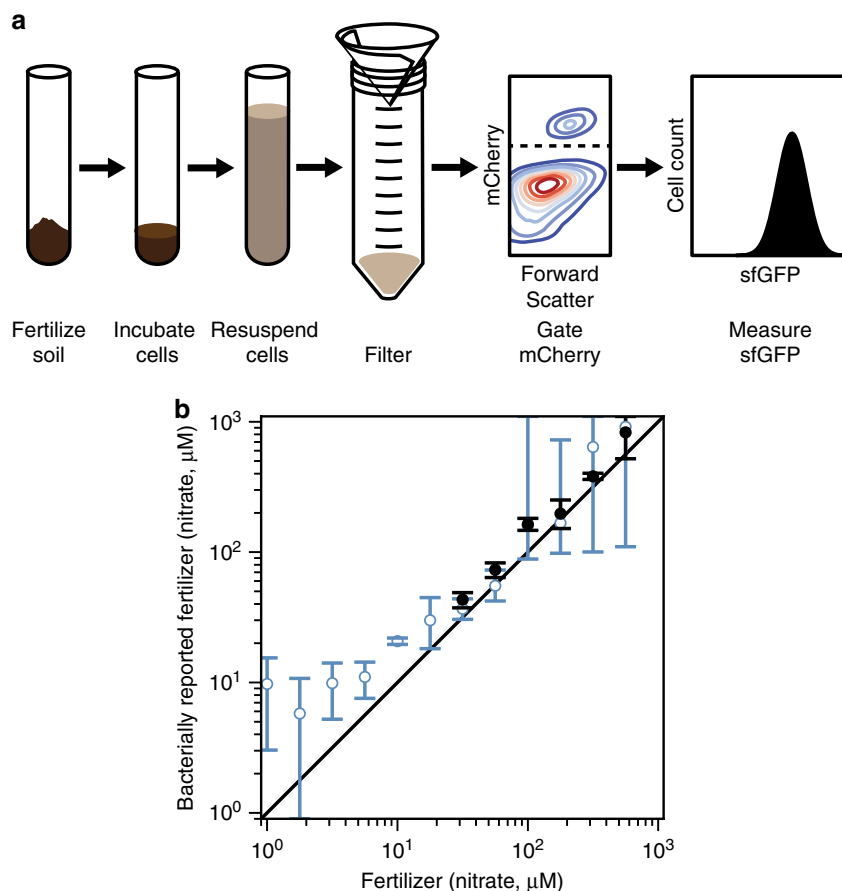 a
mCherry
Cell count
Forward
Scatter
sfGFP
Fertilize
soil
Incubate
cells
Resuspend
cells
Filter
Gate
mCherry
Measure
sfGFP
b
Bacterially reported fertilizer (nitrate, μM)
10³
10²
10¹
10⁰
10⁰
10¹
10²
10³
Fertilizer (nitrate, μM)